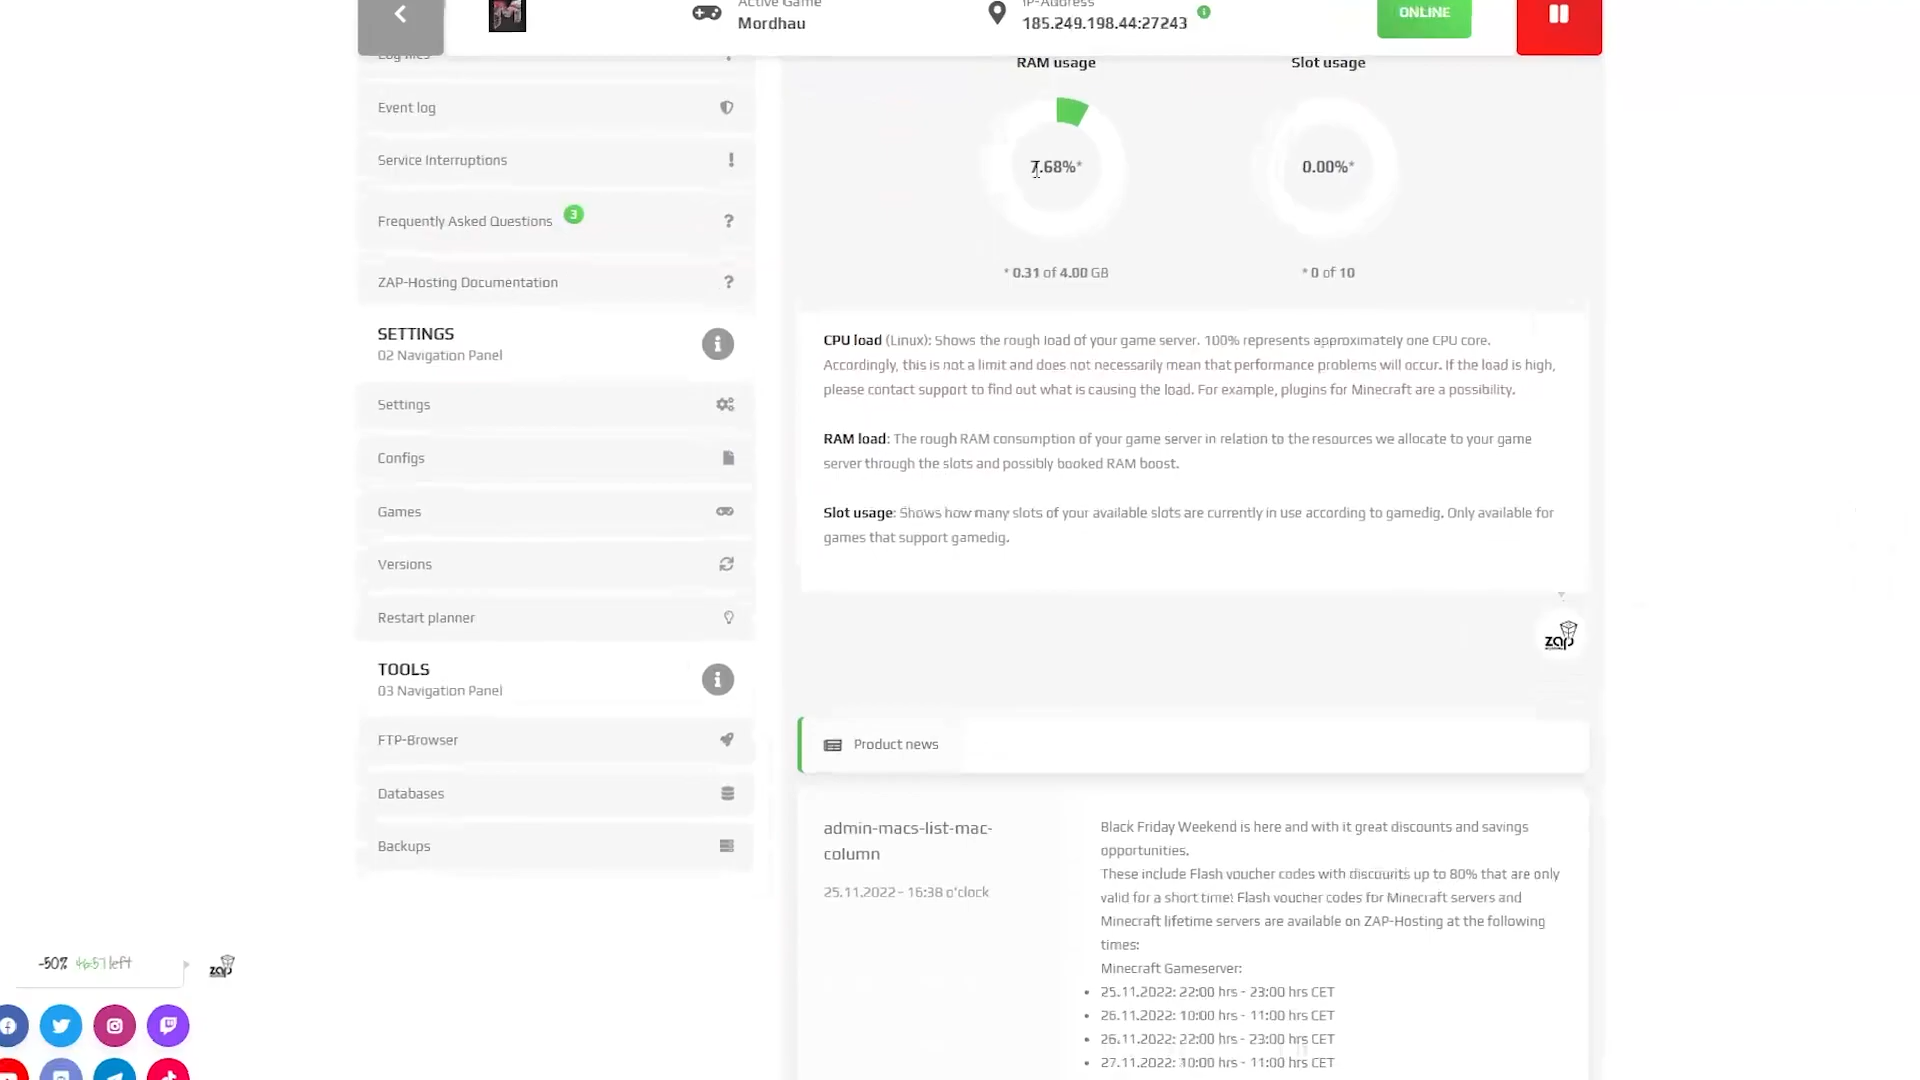 Active Game
Mordhau
IP-Address
185.249.198.44:27243
ONLINE
Log files
Event log
Service Interruptions
Frequently Asked Questions 3
ZAP-Hosting Documentation
SETTINGS
02 Navigation Panel
Settings
Configs
Games
Versions
Restart planner
TOOLS
03 Navigation Panel
FTP-Browser
Databases
Backups
RAM usage
Slot usage
7.68%*
0.00%*
* 0.31 of 4.00 GB
* 0 of 10
CPU load (Linux): Shows the rough load of your game server. 100% represents approximately one CPU core.
Accordingly, this is not a limit and does not necessarily mean that performance problems will occur. If the load is high,
please contact support to find out what is causing the load. For example, plugins for Minecraft are a possibility.
RAM load: The rough RAM consumption of your game server in relation to the resources we allocate to your game
server through the slots and possibly booked RAM boost.
Slot usage: Shows how many slots of your available slots are currently in use according to gamedig. Only available for
games that support gamedig.
zap
Product news
admin-macs-list-mac-
column
25.11.2022 - 16:38 o'clock
Black Friday Weekend is here and with it great discounts and savings
opportunities.
These include Flash voucher codes with discounts up to 80% that are only
valid for a short time! Flash voucher codes for Minecraft servers and
Minecraft lifetime servers are available on ZAP-Hosting at the following
times:
Minecraft Gameserver:
• 25.11.2022: 22:00 hrs - 23:00 hrs CET
• 26.11.2022: 10:00 hrs - 11:00 hrs CET
• 26.11.2022: 22:00 hrs - 23:00 hrs CET
• 27.11.2022: 10:00 hrs - 11:00 hrs CET
-50% 46:57 left
zap